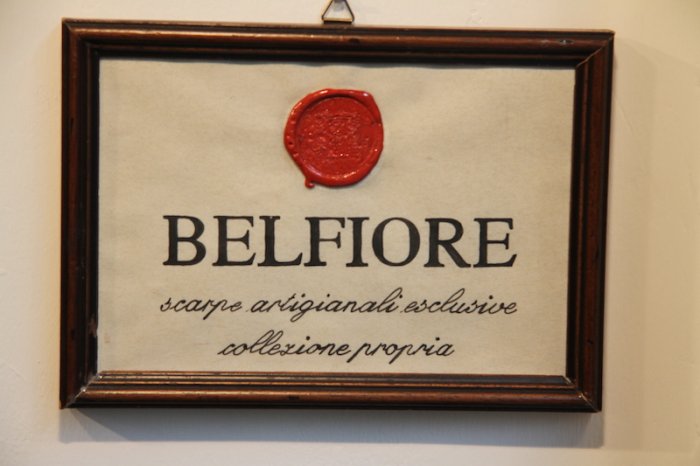 BELFIORE
scarpe artigianali esclusive
collezione propria